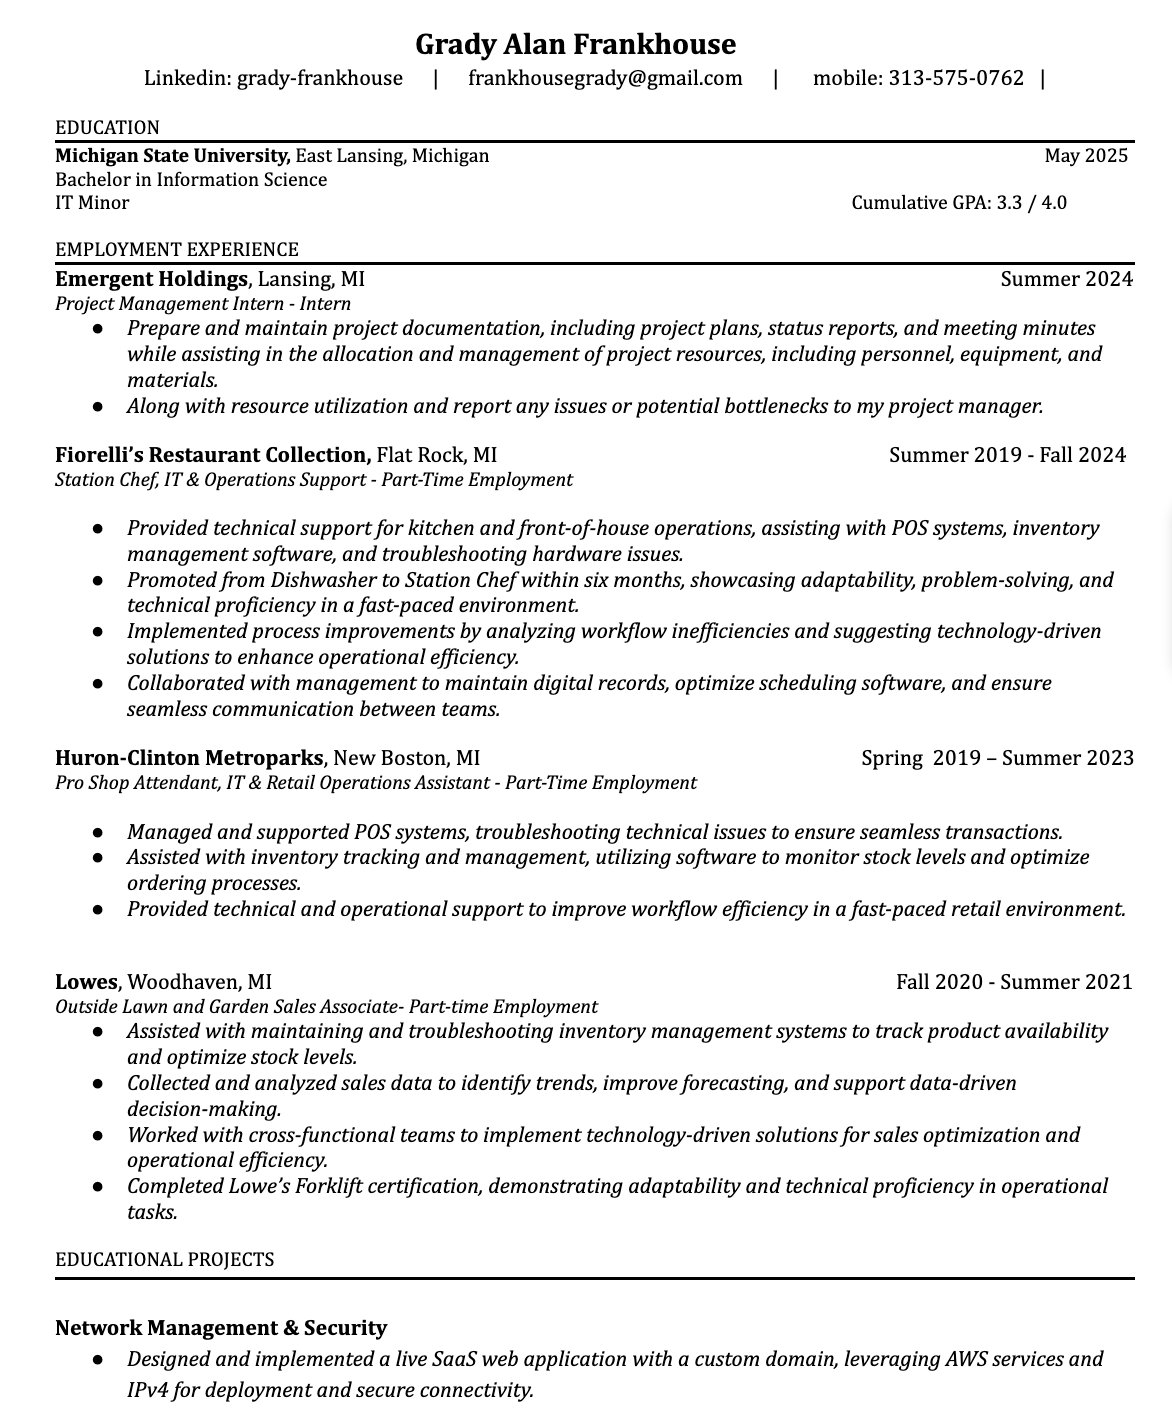 Grady Alan Frankhouse
Linkedin: grady-frankhouse | frankhousegrady@gmail.com | mobile: 313-575-0762 |
EDUCATION
Michigan State University, East Lansing, Michigan May 2025
Bachelor in Information Science
IT Minor Cumulative GPA: 3.3 / 4.0
EMPLOYMENT EXPERIENCE
Emergent Holdings, Lansing, MI Summer 2024
Project Management Intern - Intern
● Prepare and maintain project documentation, including project plans, status reports, and meeting minutes
while assisting in the allocation and management of project resources, including personnel, equipment, and
materials.
● Along with resource utilization and report any issues or potential bottlenecks to my project manager.
Fiorelli’s Restaurant Collection, Flat Rock, MI Summer 2019 - Fall 2024
Station Chef, IT & Operations Support - Part-Time Employment
● Provided technical support for kitchen and front-of-house operations, assisting with POS systems, inventory
management software, and troubleshooting hardware issues.
● Promoted from Dishwasher to Station Chef within six months, showcasing adaptability, problem-solving, and
technical proficiency in a fast-paced environment.
● Implemented process improvements by analyzing workflow inefficiencies and suggesting technology-driven
solutions to enhance operational efficiency.
● Collaborated with management to maintain digital records, optimize scheduling software, and ensure
seamless communication between teams.
Huron-Clinton Metroparks, New Boston, MI Spring 2019 – Summer 2023
Pro Shop Attendant, IT & Retail Operations Assistant - Part-Time Employment
● Managed and supported POS systems, troubleshooting technical issues to ensure seamless transactions.
● Assisted with inventory tracking and management, utilizing software to monitor stock levels and optimize
ordering processes.
● Provided technical and operational support to improve workflow efficiency in a fast-paced retail environment.
Lowes, Woodhaven, MI Fall 2020 - Summer 2021
Outside Lawn and Garden Sales Associate- Part-time Employment
● Assisted with maintaining and troubleshooting inventory management systems to track product availability
and optimize stock levels.
● Collected and analyzed sales data to identify trends, improve forecasting, and support data-driven
decision-making.
● Worked with cross-functional teams to implement technology-driven solutions for sales optimization and
operational efficiency.
● Completed Lowe’s Forklift certification, demonstrating adaptability and technical proficiency in operational
tasks.
EDUCATIONAL PROJECTS
Network Management & Security
● Designed and implemented a live SaaS web application with a custom domain, leveraging AWS services and
IPv4 for deployment and secure connectivity.